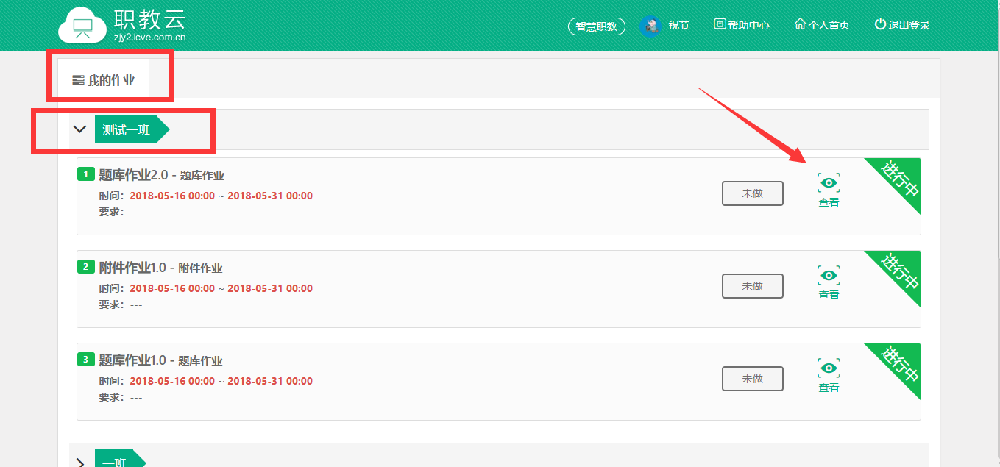 职教云
zjy2.icve.com.cn
智慧职教 祝节 帮助中心 个人首页 退出登录
我的作业
测试一班
1 题库作业2.0 - 题库作业
时间：2018-05-16 00:00 ~ 2018-05-31 00:00
要求：---
未做
查看
进行中
2 附件作业1.0 - 附件作业
时间：2018-05-16 00:00 ~ 2018-05-31 00:00
要求：---
未做
查看
进行中
3 题库作业1.0 - 题库作业
时间：2018-05-16 00:00 ~ 2018-05-31 00:00
要求：---
未做
查看
进行中
一班